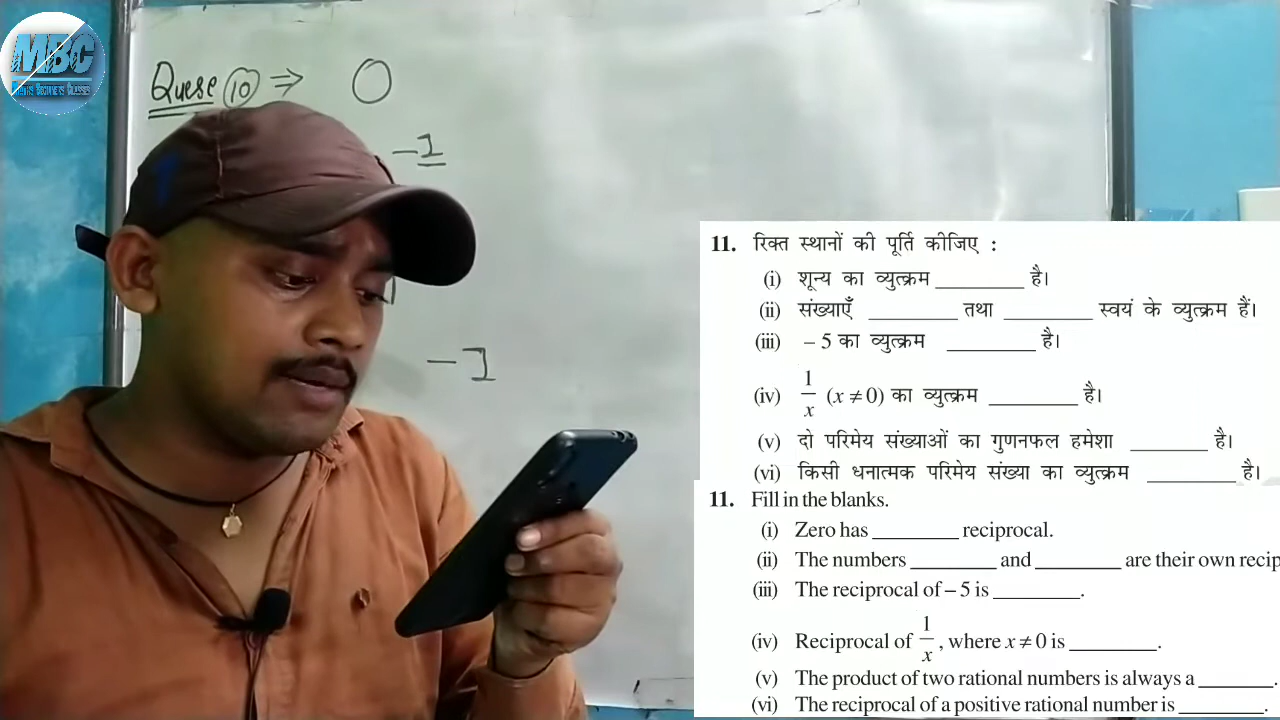 MBC
Quese 10 ⇒ 0
-1
-1
11. रिक्त स्थानों की पूर्ति कीजिए :
(i) शून्य का व्युत्क्रम ________ है।
(ii) संख्याएँ ________ तथा ________ स्वयं के व्युत्क्रम हैं।
(iii) – 5 का व्युत्क्रम ________ है।
(iv) 1/x (x ≠ 0) का व्युत्क्रम ________ है।
(v) दो परिमेय संख्याओं का गुणनफल हमेशा ________ है।
(vi) किसी धनात्मक परिमेय संख्या का व्युत्क्रम ________ है।
11. Fill in the blanks.
(i) Zero has ________ reciprocal.
(ii) The numbers ________ and ________ are their own recip
(iii) The reciprocal of – 5 is ________.
(iv) Reciprocal of 1/x, where x ≠ 0 is ________.
(v) The product of two rational numbers is always a ________.
(vi) The reciprocal of a positive rational number is ________.